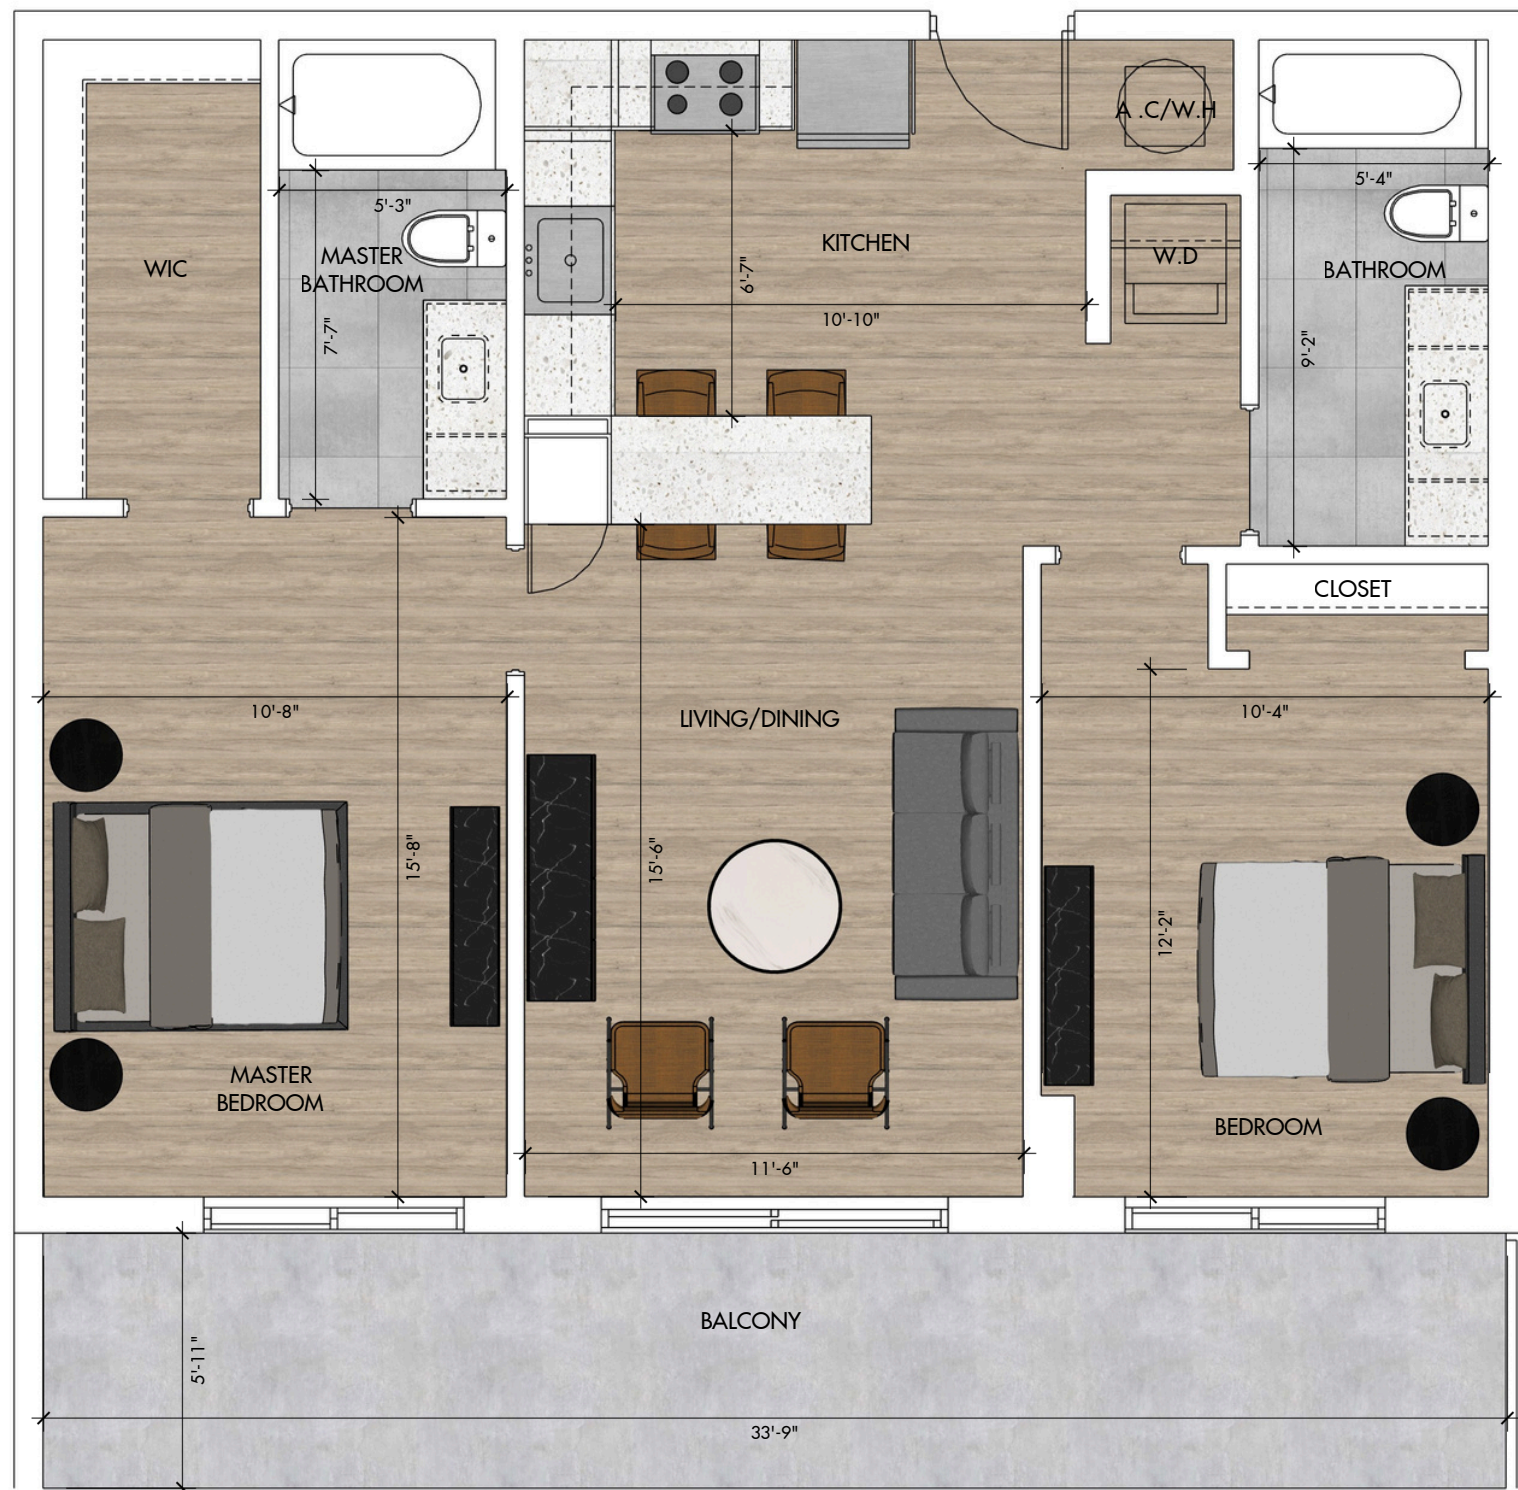 A .C/W.H
5'-3"
5'-4"
WIC
MASTER
BATHROOM
KITCHEN
W.D
BATHROOM
7'-7"
6'-7"
10'-10"
9'-2"
CLOSET
10'-8"
LIVING/DINING
10'-4"
15'-8"
15'-6"
12'-2"
MASTER
BEDROOM
BEDROOM
11'-6"
BALCONY
5'-11"
33'-9"